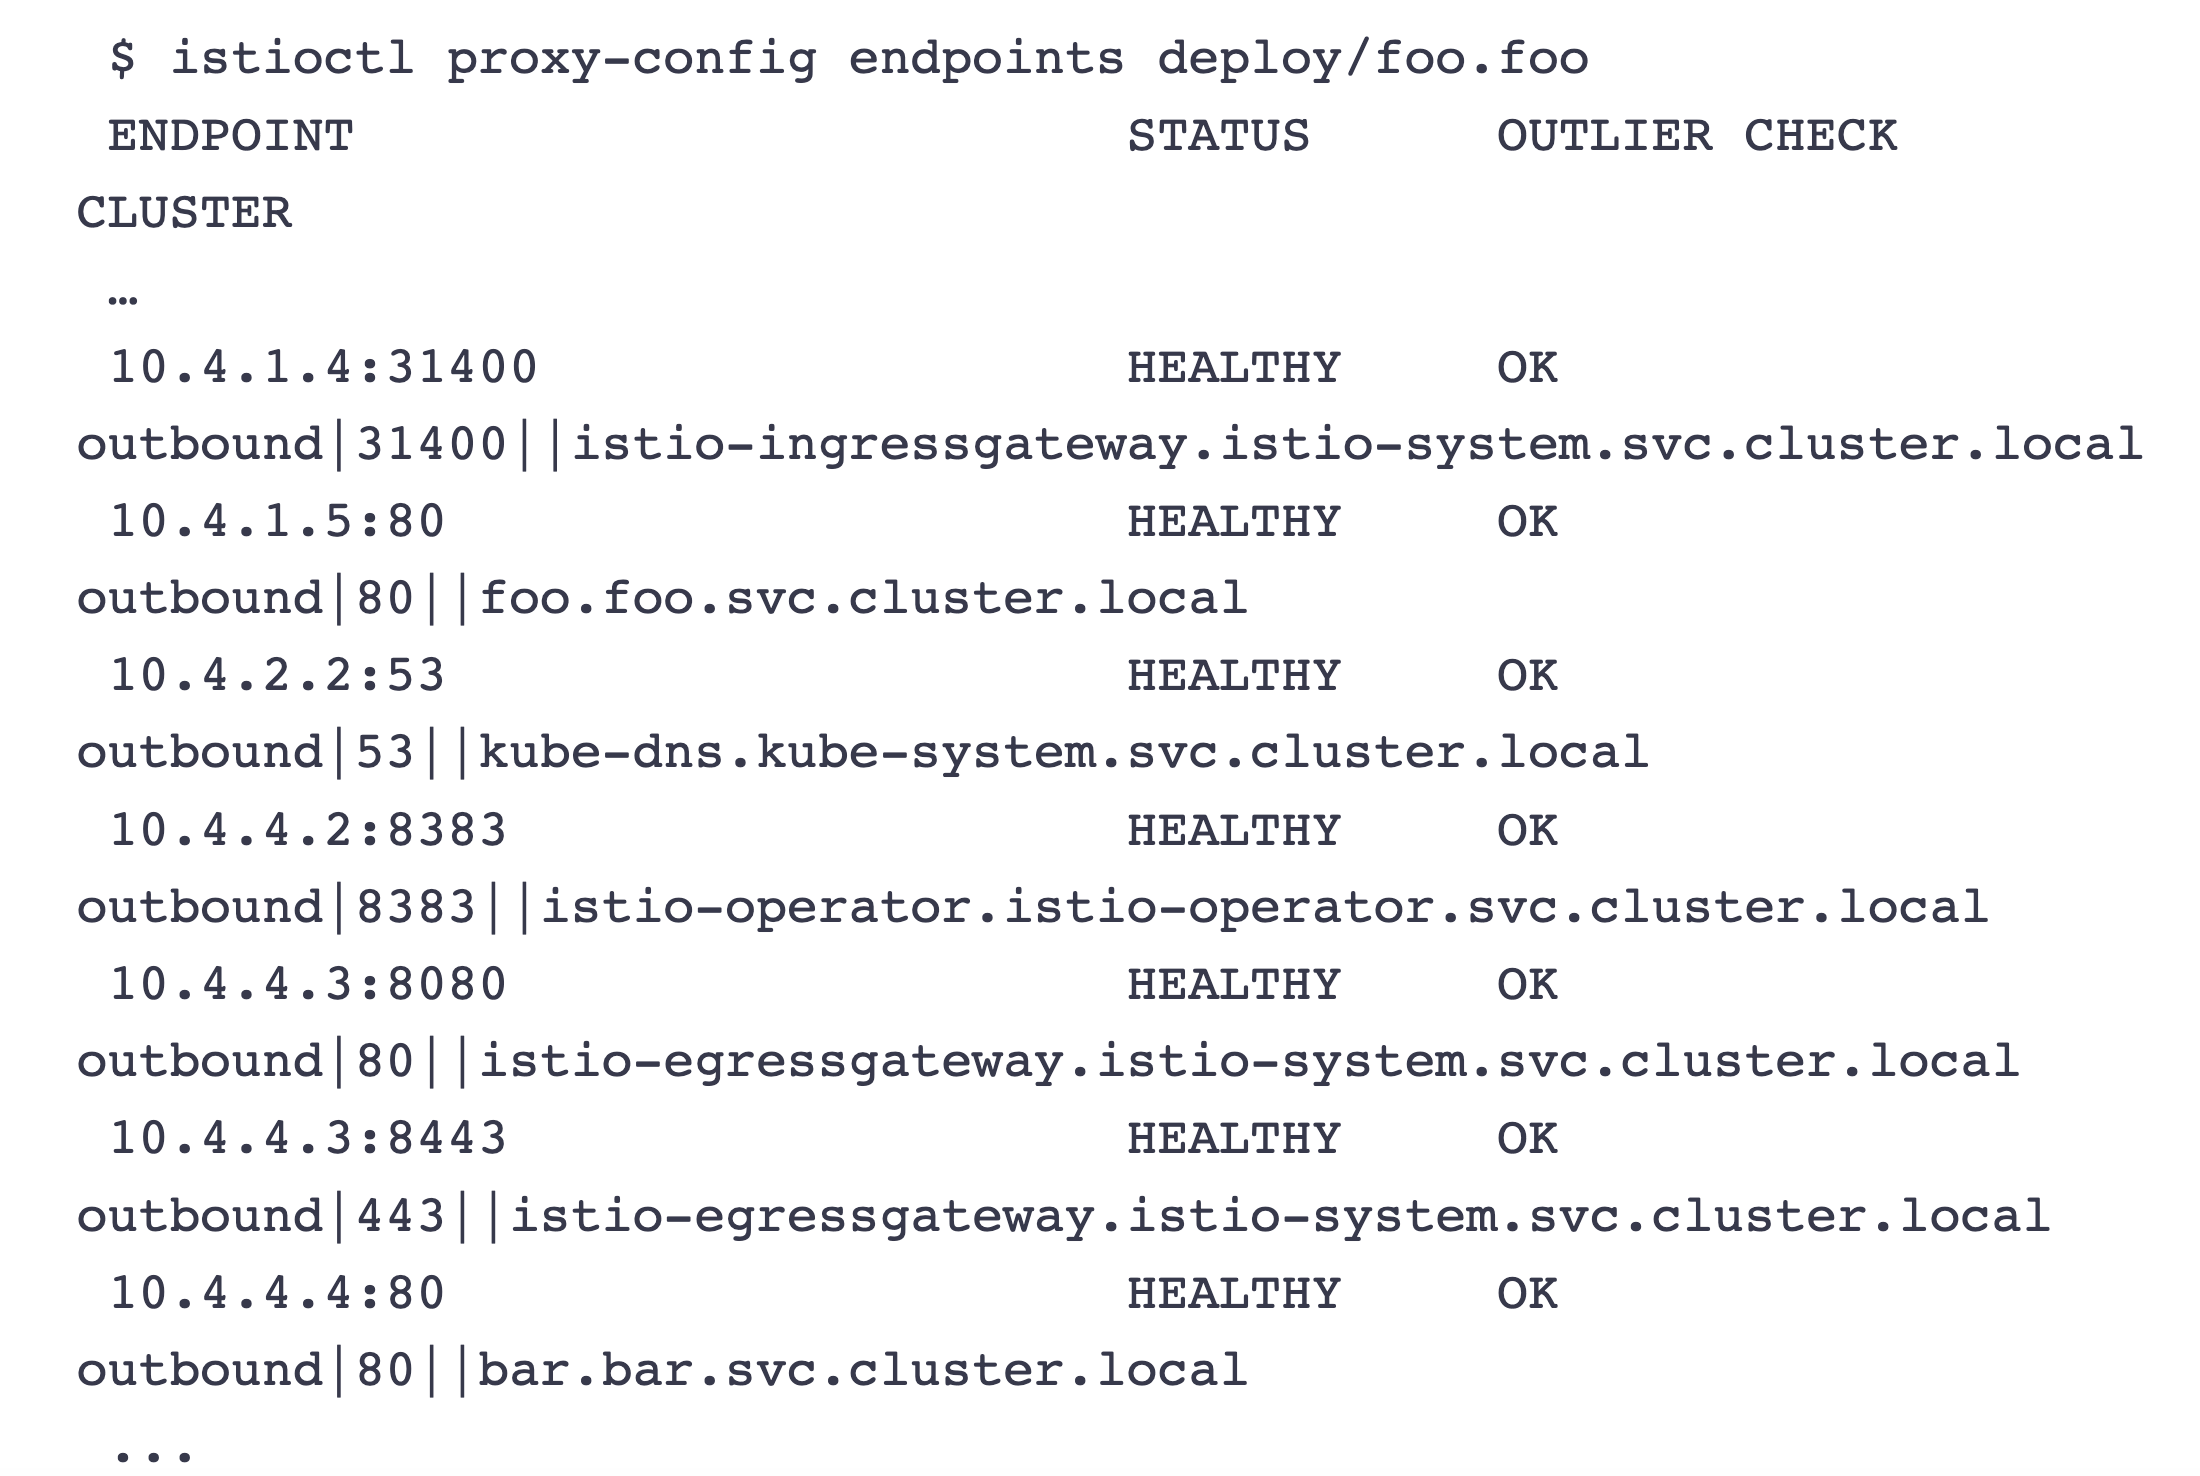 $ istioctl proxy-config endpoints deploy/foo.foo
ENDPOINT STATUS OUTLIER CHECK
CLUSTER
…
10.4.1.4:31400 HEALTHY OK
outbound|31400||istio-ingressgateway.istio-system.svc.cluster.local
10.4.1.5:80 HEALTHY OK
outbound|80||foo.foo.svc.cluster.local
10.4.2.2:53 HEALTHY OK
outbound|53||kube-dns.kube-system.svc.cluster.local
10.4.4.2:8383 HEALTHY OK
outbound|8383||istio-operator.istio-operator.svc.cluster.local
10.4.4.3:8080 HEALTHY OK
outbound|80||istio-egressgateway.istio-system.svc.cluster.local
10.4.4.3:8443 HEALTHY OK
outbound|443||istio-egressgateway.istio-system.svc.cluster.local
10.4.4.4:80 HEALTHY OK
outbound|80||bar.bar.svc.cluster.local
...